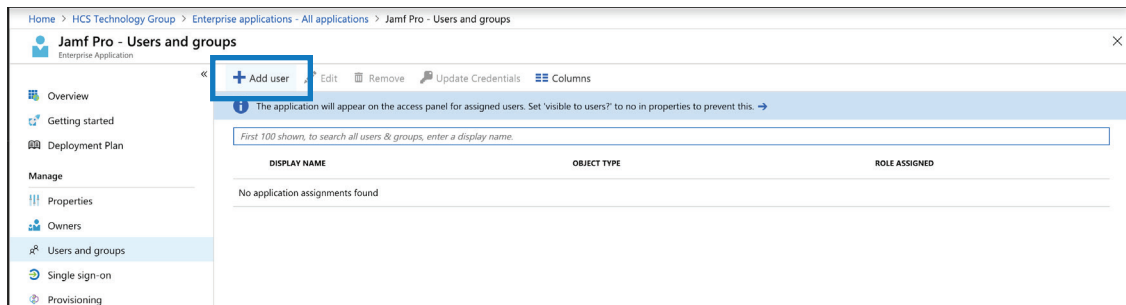 Home > HCS Technology Group > Enterprise applications - All applications > Jamf Pro - Users and groups
Jamf Pro - Users and groups
Enterprise Application
«
Add user Edit Remove Update Credentials Columns
The application will appear on the access panel for assigned users. Set 'visible to users?' to no in properties to prevent this. →
First 100 shown, to search all users & groups, enter a display name.
DISPLAY NAME OBJECT TYPE ROLE ASSIGNED
No application assignments found
Overview
Getting started
Deployment Plan
Manage
Properties
Owners
Users and groups
Single sign-on
Provisioning